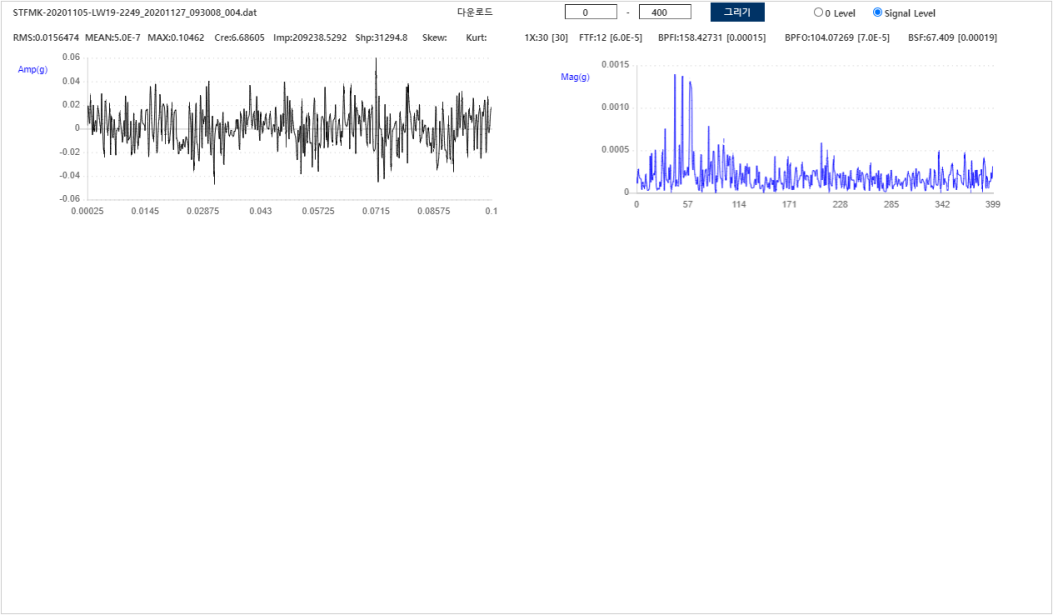 STFMK-20201105-LW19-2249_20201127_093008_004.dat 다운로드 0 - 400 그리기 0 Level Signal Level
RMS:0.0156474 MEAN:5.0E-7 MAX:0.10462 Cre:6.68605 Imp:209238.5292 Shp:31294.8 Skew: Kurt: 1X:30 [30] FTF:12 [6.0E-5] BPFI:158.42731 [0.00015] BPFO:104.07269 [7.0E-5] BSF:67.409 [0.00019]
Amp(g)
0.06
0.04
0.02
0
-0.02
-0.04
-0.06
0.00025 0.0145 0.02875 0.043 0.05725 0.0715 0.08575 0.1
Mag(g)
0.0015
0.0010
0.0005
0
0 57 114 171 228 285 342 399